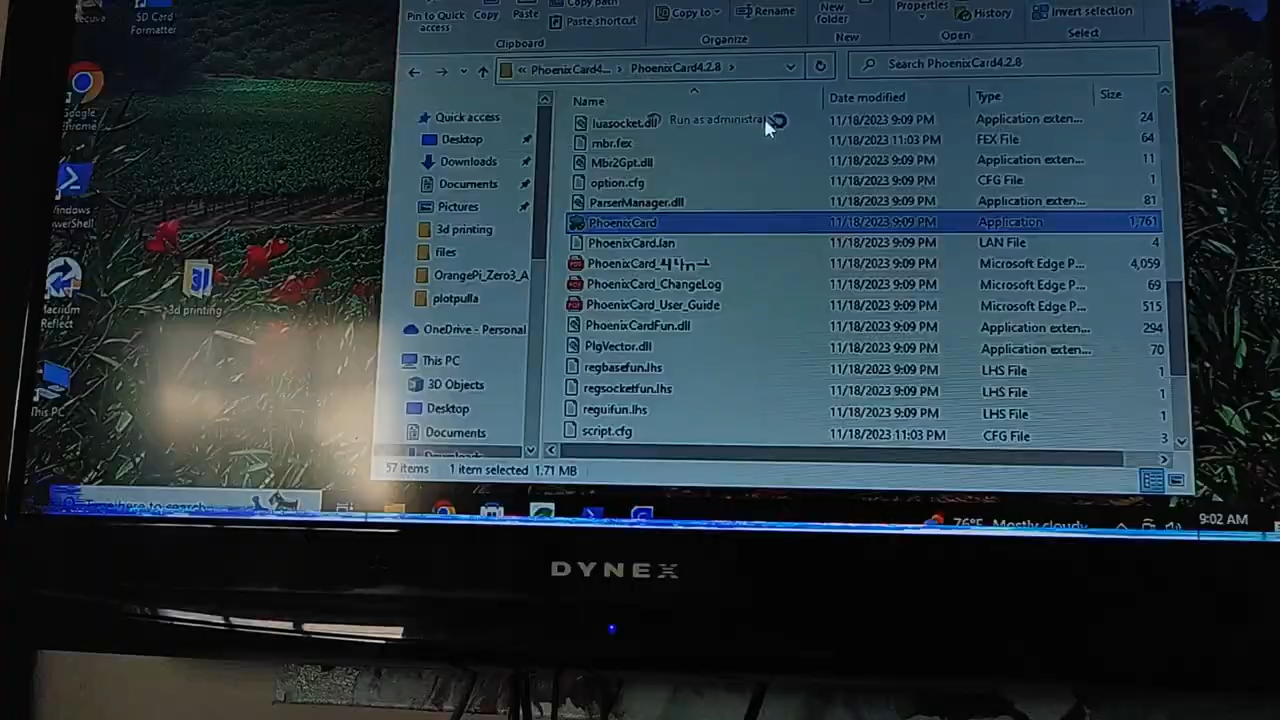 SD Card
Formatter
Pin to Quick
access
Copy
Paste
Copy path
Paste shortcut
Clipboard
Copy to
Rename
Organize
New
folder
New
Properties
History
Open
Invert selection
Select
« PhoenixCard4... > PhoenixCard4.2.8 >
Search PhoenixCard4.2.8
Name Date modified Type Size
luasocket.dll 11/18/2023 9:09 PM Application exten... 24
Run as administra
mbr.fex 11/18/2023 11:03 PM FEX File 64
Mbr2Gpt.dll 11/18/2023 9:09 PM Application exten... 11
option.cfg 11/18/2023 9:09 PM CFG File 1
ParserManager.dll 11/18/2023 9:09 PM Application exten... 81
PhoenixCard 11/18/2023 9:09 PM Application 1,761
PhoenixCard.lan 11/18/2023 9:09 PM LAN File 4
11/18/2023 9:09 PM Microsoft Edge P... 4,059
PhoenixCard_ChangeLog 11/18/2023 9:09 PM Microsoft Edge P... 69
PhoenixCard_User_Guide 11/18/2023 9:09 PM Microsoft Edge P... 515
PhoenixCardFun.dll 11/18/2023 9:09 PM Application exten... 294
PlgVector.dll 11/18/2023 9:09 PM Application exten... 70
regbasefun.lhs 11/18/2023 9:09 PM LHS File 1
regsocketfun.lhs 11/18/2023 9:09 PM LHS File 1
reguifun.lhs 11/18/2023 9:09 PM LHS File 1
script.cfg 11/18/2023 11:03 PM CFG File 3
Quick access
Desktop
Downloads
Documents
Pictures
3d printing
files
OrangePi_Zero3_A
plotpulla
OneDrive - Personal
This PC
3D Objects
Desktop
Documents
57 items 1 item selected 1.71 MB
Google
Chrome
Windows
PowerShell
Macrium
Reflect
3d printing
This PC
Type here to search
76°F Mostly cloudy
9:02 AM
DYNEX